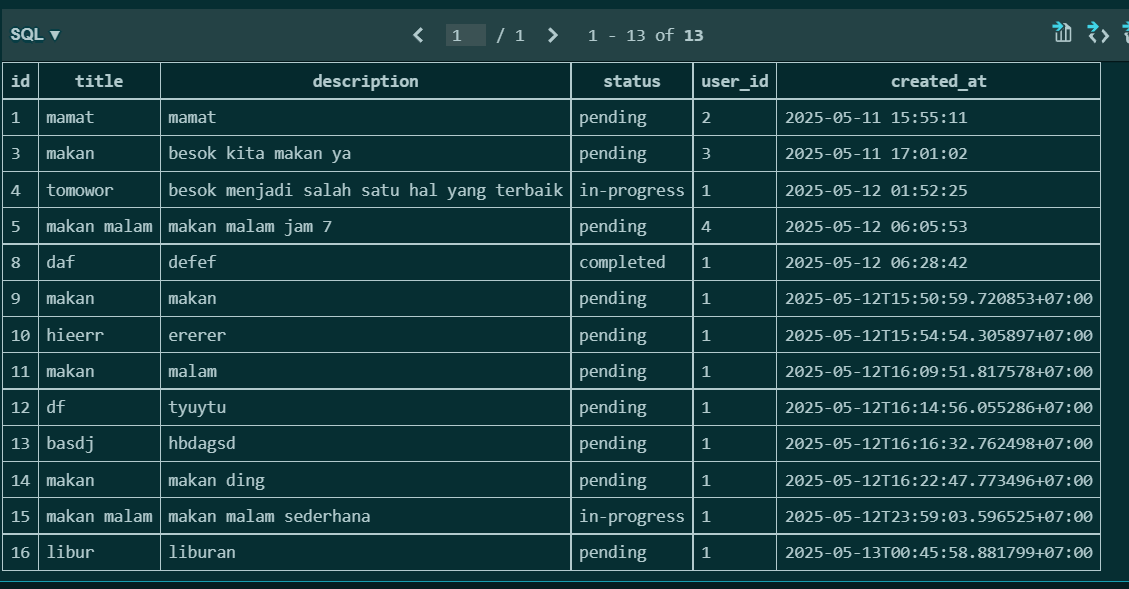 SQL ▼ < 1 / 1 > 1 - 13 of 13
id title description status user_id created_at
1 mamat mamat pending 2 2025-05-11 15:55:11
3 makan besok kita makan ya pending 3 2025-05-11 17:01:02
4 tomowor besok menjadi salah satu hal yang terbaik in-progress 1 2025-05-12 01:52:25
5 makan malam makan malam jam 7 pending 4 2025-05-12 06:05:53
8 daf defef completed 1 2025-05-12 06:28:42
9 makan makan pending 1 2025-05-12T15:50:59.720853+07:00
10 hieerr ererer pending 1 2025-05-12T15:54:54.305897+07:00
11 makan malam pending 1 2025-05-12T16:09:51.817578+07:00
12 df tyuytu pending 1 2025-05-12T16:14:56.055286+07:00
13 basdj hbdagsd pending 1 2025-05-12T16:16:32.762498+07:00
14 makan makan ding pending 1 2025-05-12T16:22:47.773496+07:00
15 makan malam makan malam sederhana in-progress 1 2025-05-12T23:59:03.596525+07:00
16 libur liburan pending 1 2025-05-13T00:45:58.881799+07:00